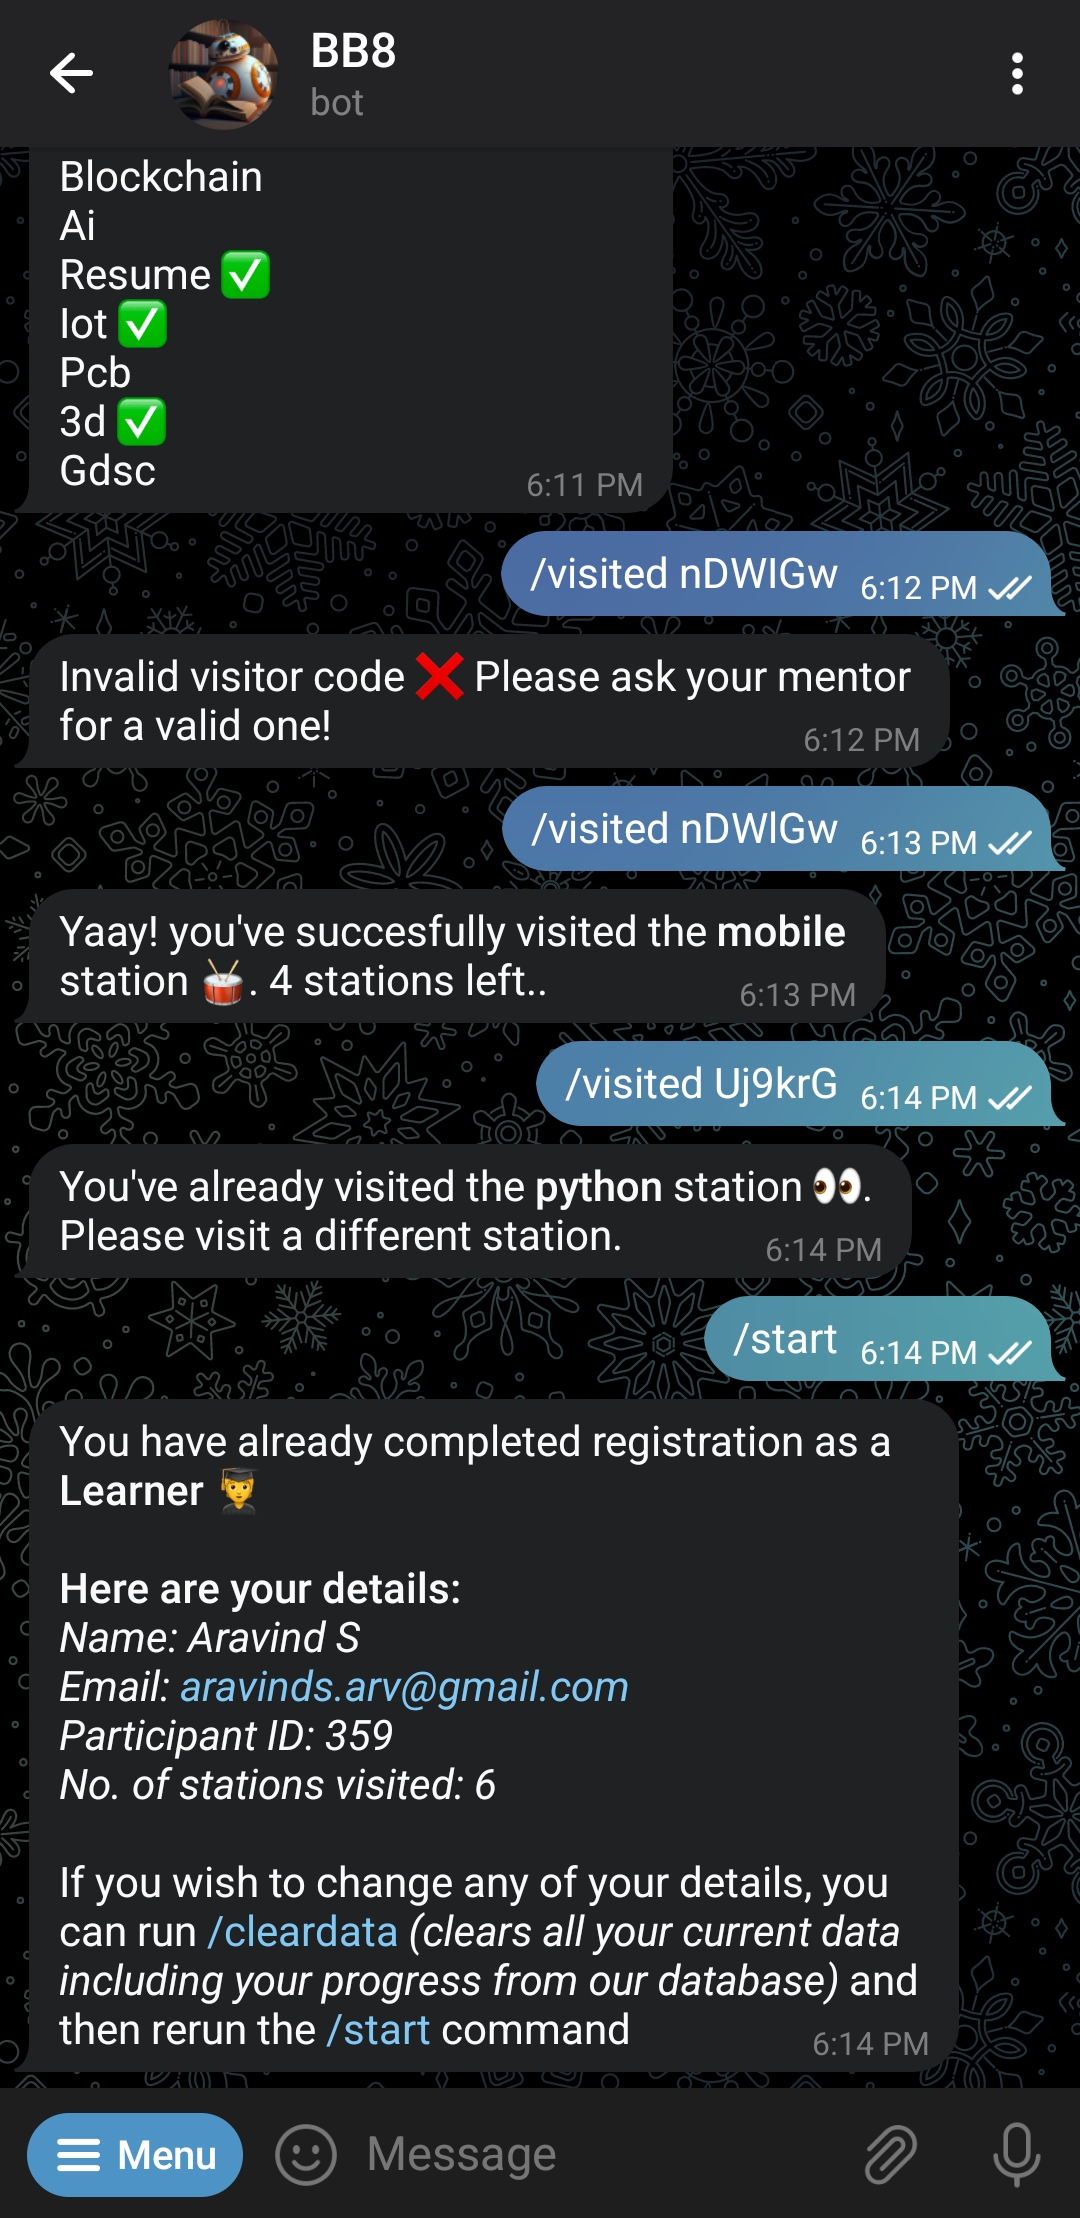 BB8
bot
Blockchain
Ai
Resume ✅
Iot ✅
Pcb
3d ✅
Gdsc
6:11 PM
/visited nDWIGw 6:12 PM
Invalid visitor code ❌ Please ask your mentor
for a valid one!
6:12 PM
/visited nDWlGw 6:13 PM
Yaay! you've succesfully visited the mobile
station 🥁. 4 stations left..
6:13 PM
/visited Uj9krG 6:14 PM
You've already visited the python station 👀.
Please visit a different station.
6:14 PM
/start 6:14 PM
You have already completed registration as a
Learner 🧑‍🎓
Here are your details:
Name: Aravind S
Email: aravinds.arv@gmail.com
Participant ID: 359
No. of stations visited: 6
If you wish to change any of your details, you
can run /cleardata (clears all your current data
including your progress from our database) and
then rerun the /start command
6:14 PM
Menu
Message